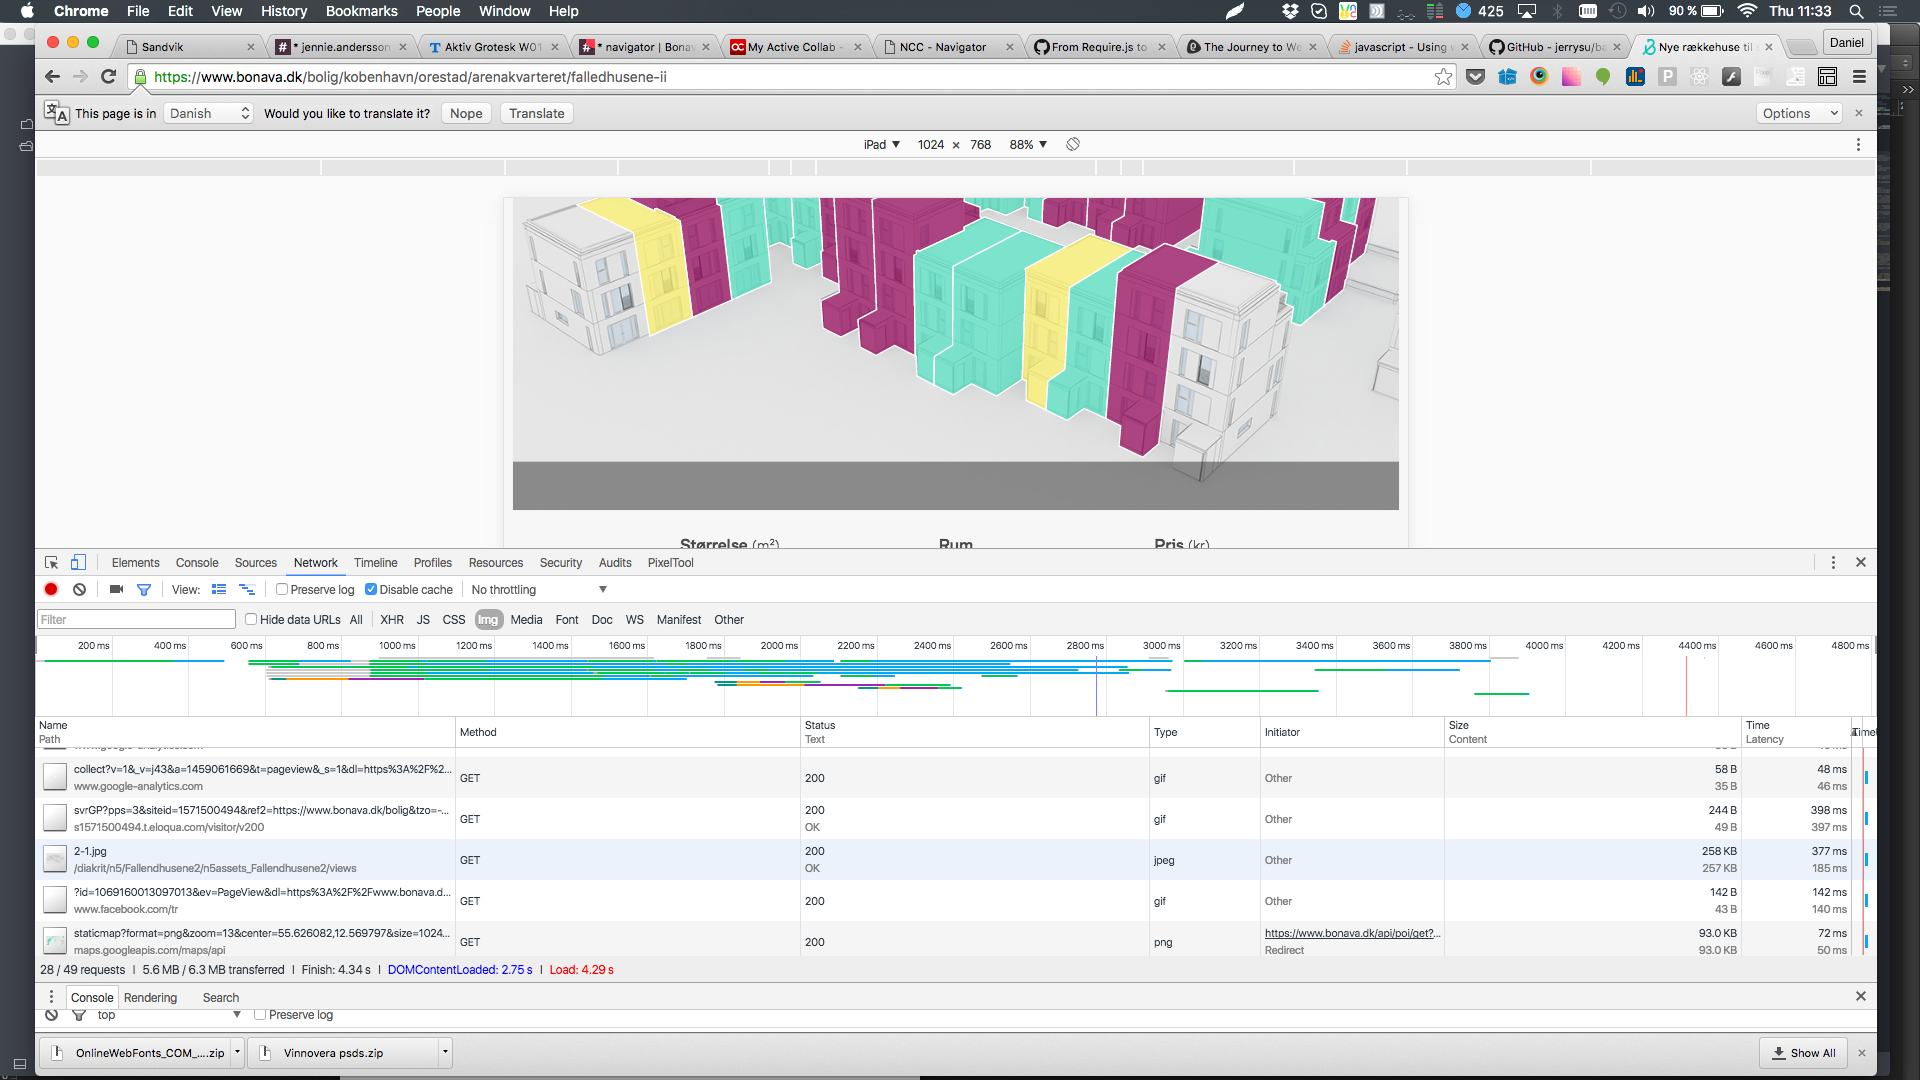 Chrome File Edit View History Bookmarks People Window Help
425 90 % Thu 11:33
Sandvik
* jennie.andersson
Aktiv Grotesk W01
* navigator | Bona
My Active Collab -
NCC - Navigator
From Require.js to
The Journey to We
javascript - Using
GitHub - jerrysu/ba
Nye rækkehuse til
Daniel
https://www.bonava.dk/bolig/kobenhavn/orestad/arenakvarteret/falledhusene-ii
This page is in Danish Would you like to translate it? Nope Translate Options
iPad 1024 × 768 88%
Størrelse (m²) Rum Pris (kr)
Elements Console Sources Network Timeline Profiles Resources Security Audits PixelTool
View: Preserve log Disable cache No throttling
Filter Hide data URLs All XHR JS CSS Img Media Font Doc WS Manifest Other
200 ms 400 ms 600 ms 800 ms 1000 ms 1200 ms 1400 ms 1600 ms 1800 ms 2000 ms 2200 ms 2400 ms 2600 ms 2800 ms 3000 ms 3200 ms 3400 ms 3600 ms 3800 ms 4000 ms 4200 ms 4400 ms 4600 ms 4800 ms
Name Method Status Type Initiator Size Time
Path Text Content Latency
collect?v=1&_v=j43&a=1459061669&t=pageview&_s=1&dl=https%3A%2F%2... GET 200 gif Other 58 B 48 ms
www.google-analytics.com 35 B 46 ms
svrGP?pps=3&siteid=1571500494&ref2=https://www.bonava.dk/bolig&tzo=-... GET 200 gif Other 244 B 398 ms
s1571500494.t.eloqua.com/visitor/v200 OK 49 B 397 ms
2-1.jpg GET 200 jpeg Other 258 KB 377 ms
/diakrit/n5/Fallendhusene2/n5assets_Fallendhusene2/views OK 257 KB 185 ms
?id=1069160013097013&ev=PageView&dl=https%3A%2F%2Fwww.bonava.d... GET 200 gif Other 142 B 142 ms
www.facebook.com/tr 43 B 140 ms
staticmap?format=png&zoom=13&center=55.626082,12.569797&size=1024... GET 200 png https://www.bonava.dk/api/poi/get?... 93.0 KB 72 ms
maps.googleapis.com/maps/api Redirect 93.0 KB 50 ms
28 / 49 requests | 5.6 MB / 6.3 MB transferred | Finish: 4.34 s | DOMContentLoaded: 2.75 s | Load: 4.29 s
Console Rendering Search
top Preserve log
OnlineWebFonts_COM_....zip Vinnovera psds.zip Show All